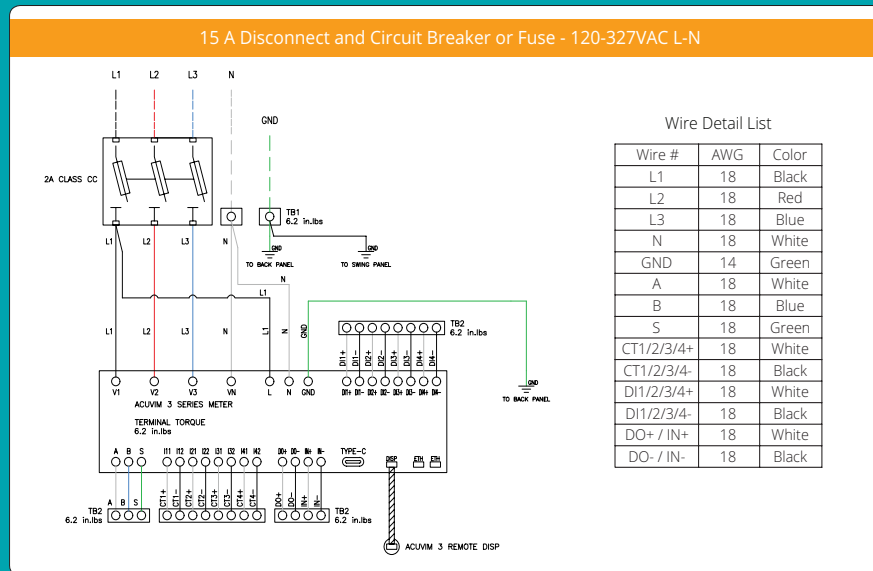 15 A Disconnect and Circuit Breaker or Fuse - 120-327VAC L-N
L1 L2 L3 N
GND
2A CLASS CC
TB1
6.2 in.lbs
L1 L2 L3 N
GND GND
TO BACK PANEL TO SWING PANEL
N
L1
L1 L2 L3 N L1 N GND
TB2
6.2 in.lbs
DI1+ DI1- DI2+ DI2- DI3+ DI3- DI4+ DI4-
GND
TO BACK PANEL
V1 V2 V3 VN L N GND DI1+ DI1- DI2+ DI2- DI3+ DI3- DI4+ DI4-
ACUVIM 3 SERIES METER
TERMINAL TORQUE
6.2 in.lbs
A B S I11 I12 I21 I22 I31 I32 I41 I42 DO+ DO- IN+ IN- TYPE-C DISP ETH ETH
A B S CT1+ CT1- CT2+ CT2- CT3+ CT3- CT4+ CT4- DO+ DO- IN+ IN-
TB2
6.2 in.lbs
TB2
6.2 in.lbs
ACUVIM 3 REMOTE DISP
Wire Detail List
Wire # AWG Color
L1 18 Black
L2 18 Red
L3 18 Blue
N 18 White
GND 14 Green
A 18 White
B 18 Blue
S 18 Green
CT1/2/3/4+ 18 White
CT1/2/3/4- 18 Black
DI1/2/3/4+ 18 White
DI1/2/3/4- 18 Black
DO+ / IN+ 18 White
DO- / IN- 18 Black